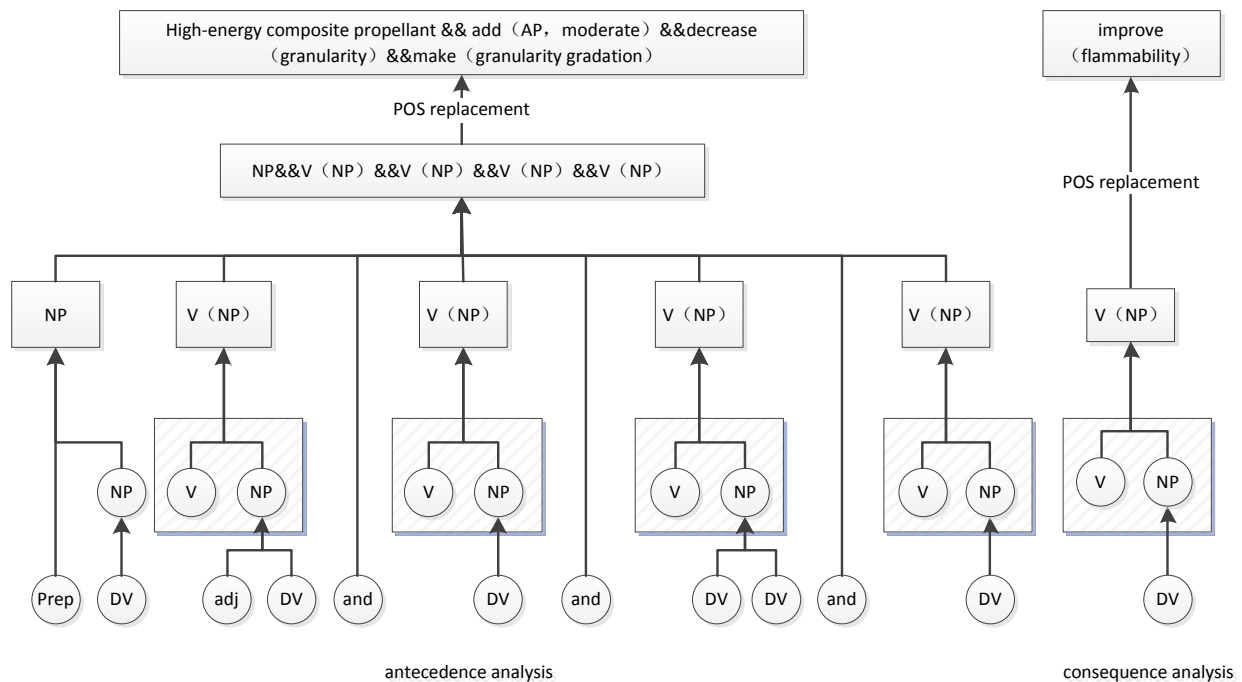 High-energy composite propellant && add（AP，moderate）&&decrease
（granularity）&&make（granularity gradation）
improve
（flammability）
POS replacement
NP&&V（NP）&&V（NP）&&V（NP）&&V（NP）
POS replacement
NP
V（NP）
V（NP）
V（NP）
V（NP）
V（NP）
NP
V
NP
V
NP
V
NP
V
NP
V
NP
Prep
DV
adj
DV
and
DV
and
DV
DV
and
DV
DV
antecedence analysis
consequence analysis